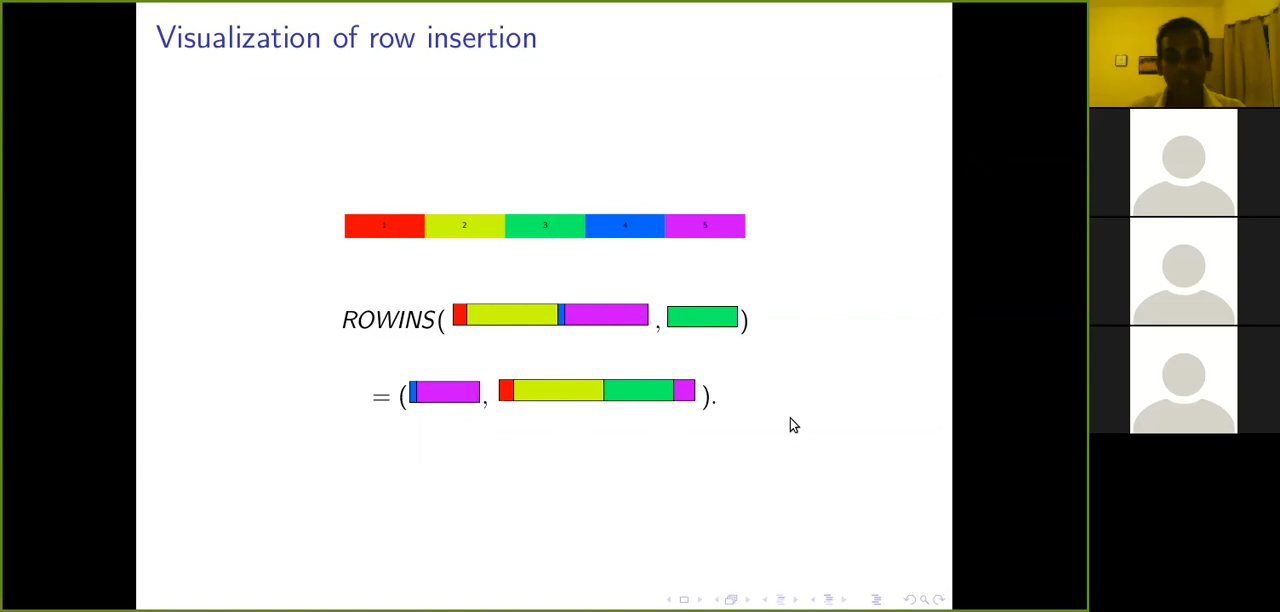 Visualization of row insertion
1 2 3 4 5
ROWINS( , )
= ( , ).